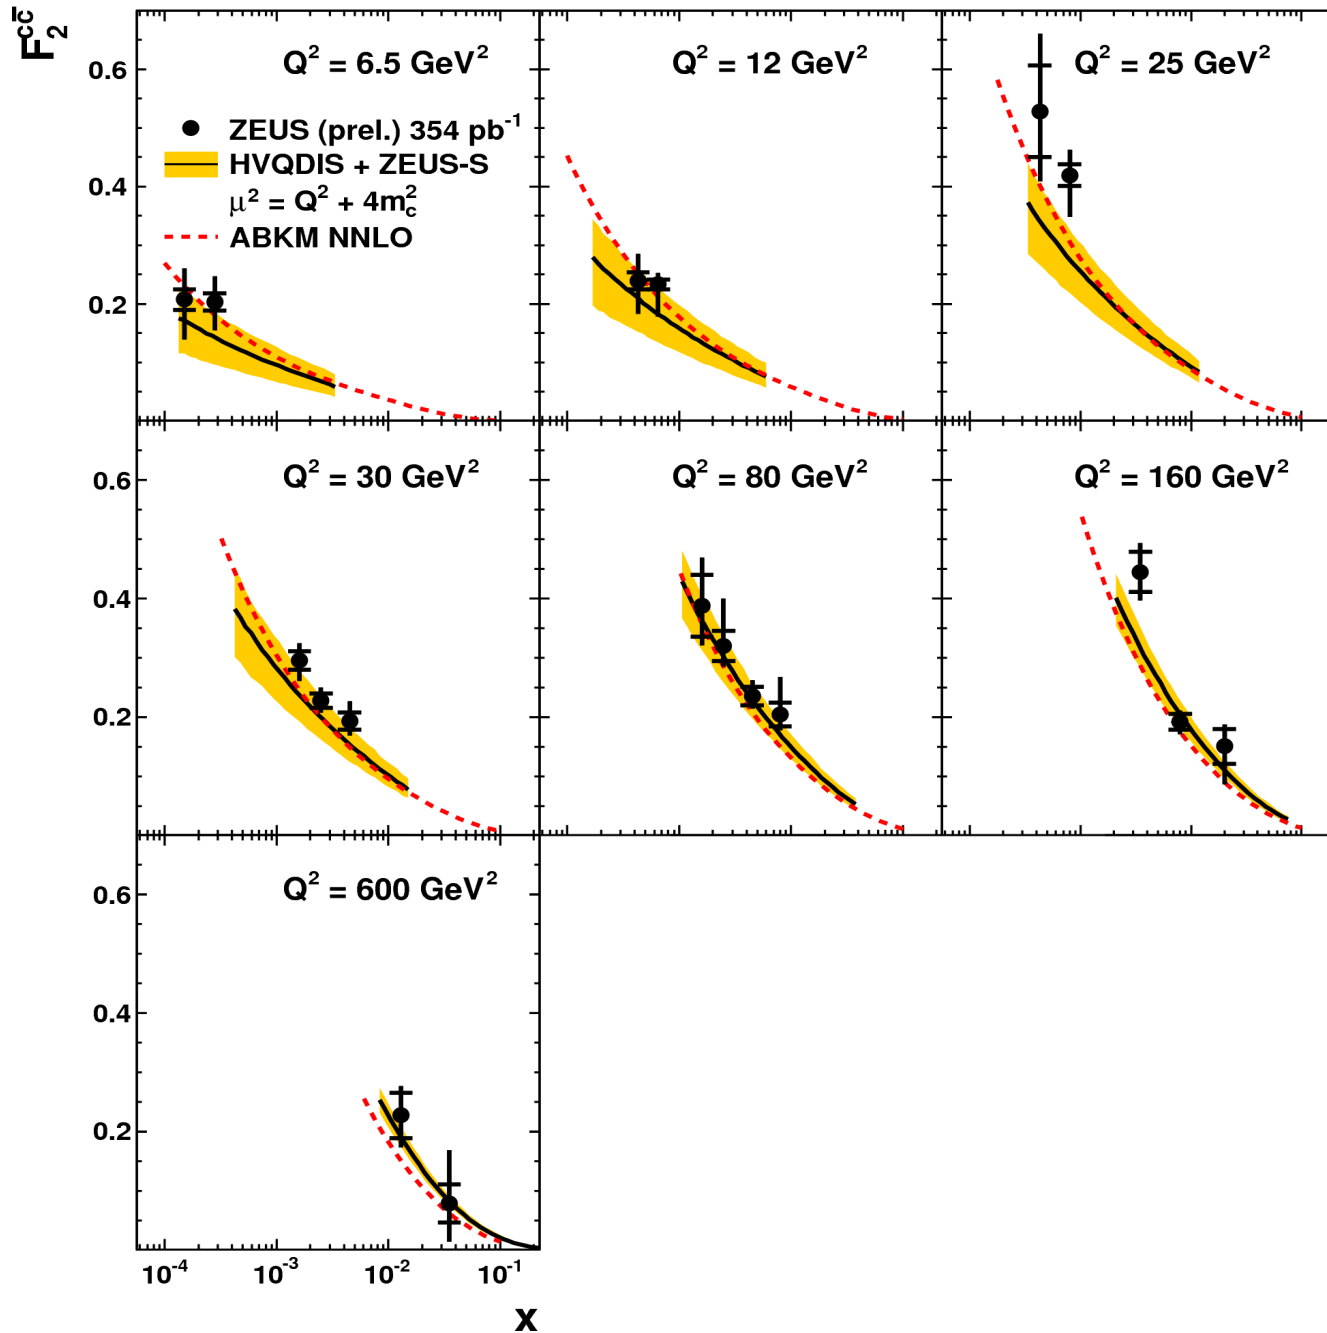 F₂^cc̄
Q² = 6.5 GeV²
Q² = 12 GeV²
Q² = 25 GeV²
ZEUS (prel.) 354 pb⁻¹
HVQDIS + ZEUS-S
μ² = Q² + 4m_c²
ABKM NNLO
0.6
0.4
0.2
Q² = 30 GeV²
Q² = 80 GeV²
Q² = 160 GeV²
0.6
0.4
0.2
Q² = 600 GeV²
0.6
0.4
0.2
10⁻⁴ 10⁻³ 10⁻² 10⁻¹
x